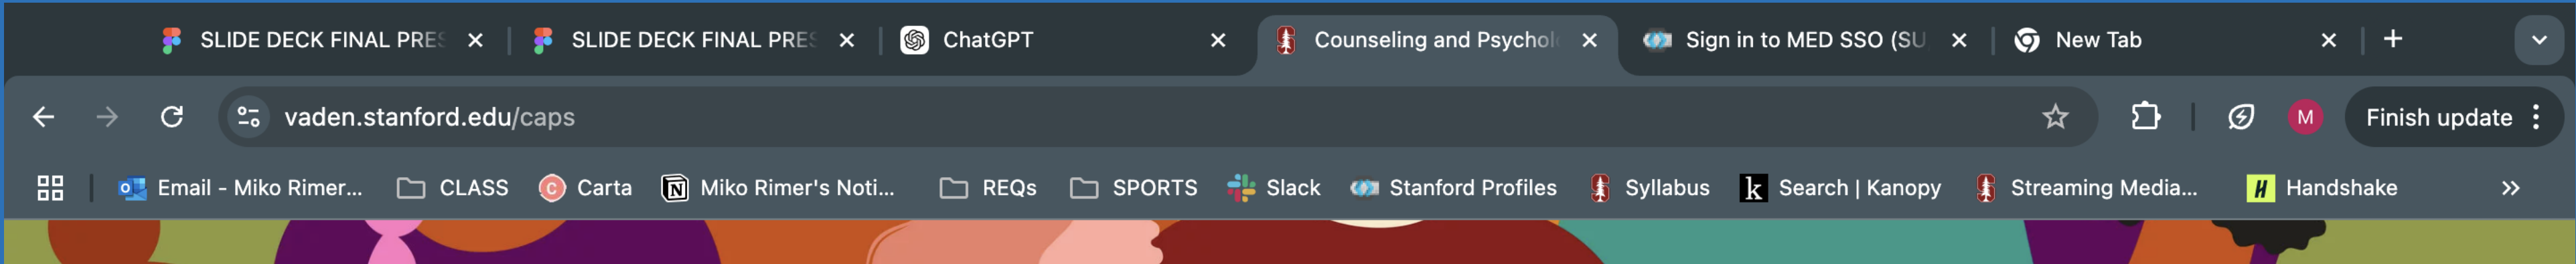 SLIDE DECK FINAL PRES SLIDE DECK FINAL PRES ChatGPT Counseling and Psychol Sign in to MED SSO (SU New Tab
vaden.stanford.edu/caps M Finish update
Email - Miko Rimer... CLASS C Carta N Miko Rimer's Noti... REQs SPORTS Slack Stanford Profiles Syllabus k Search | Kanopy Streaming Media... H Handshake